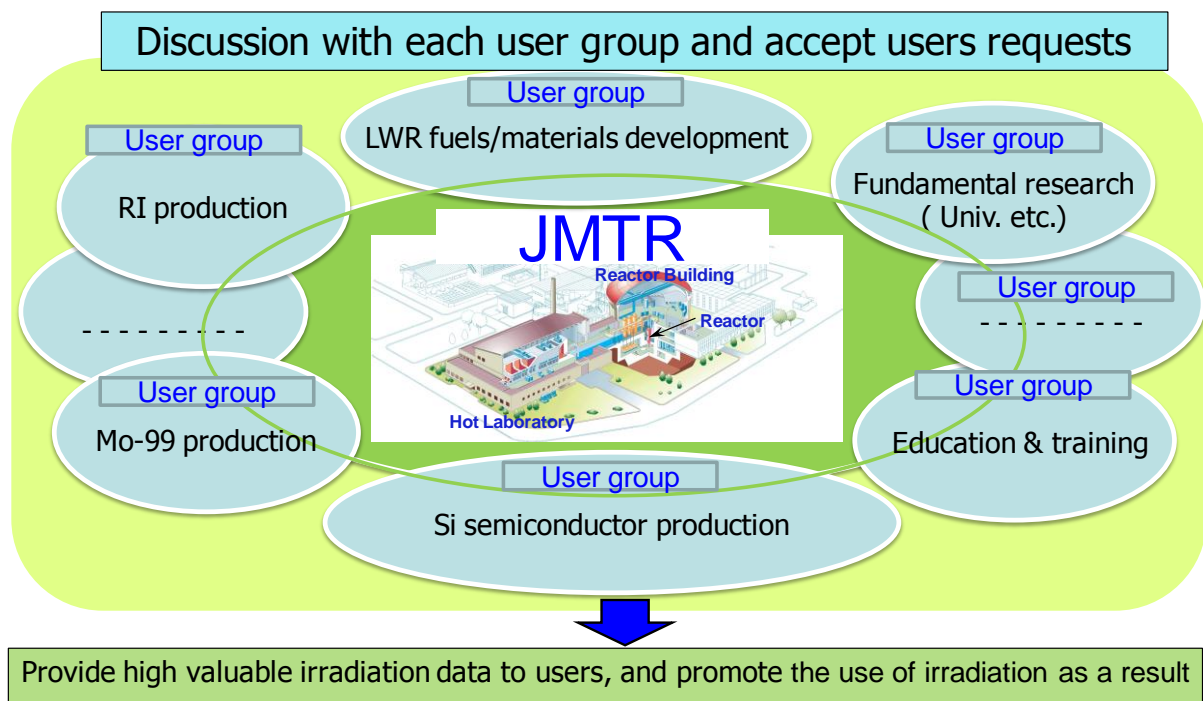 Discussion with each user group and accept users requests
User group
LWR fuels/materials development
User group
RI production
User group
Fundamental research
( Univ. etc.)
JMTR
Reactor Building
Reactor
Hot Laboratory
- - - - - - - - -
User group
- - - - - - - - -
User group
Mo-99 production
User group
Education & training
User group
Si semiconductor production
Provide high valuable irradiation data to users, and promote the use of irradiation as a result